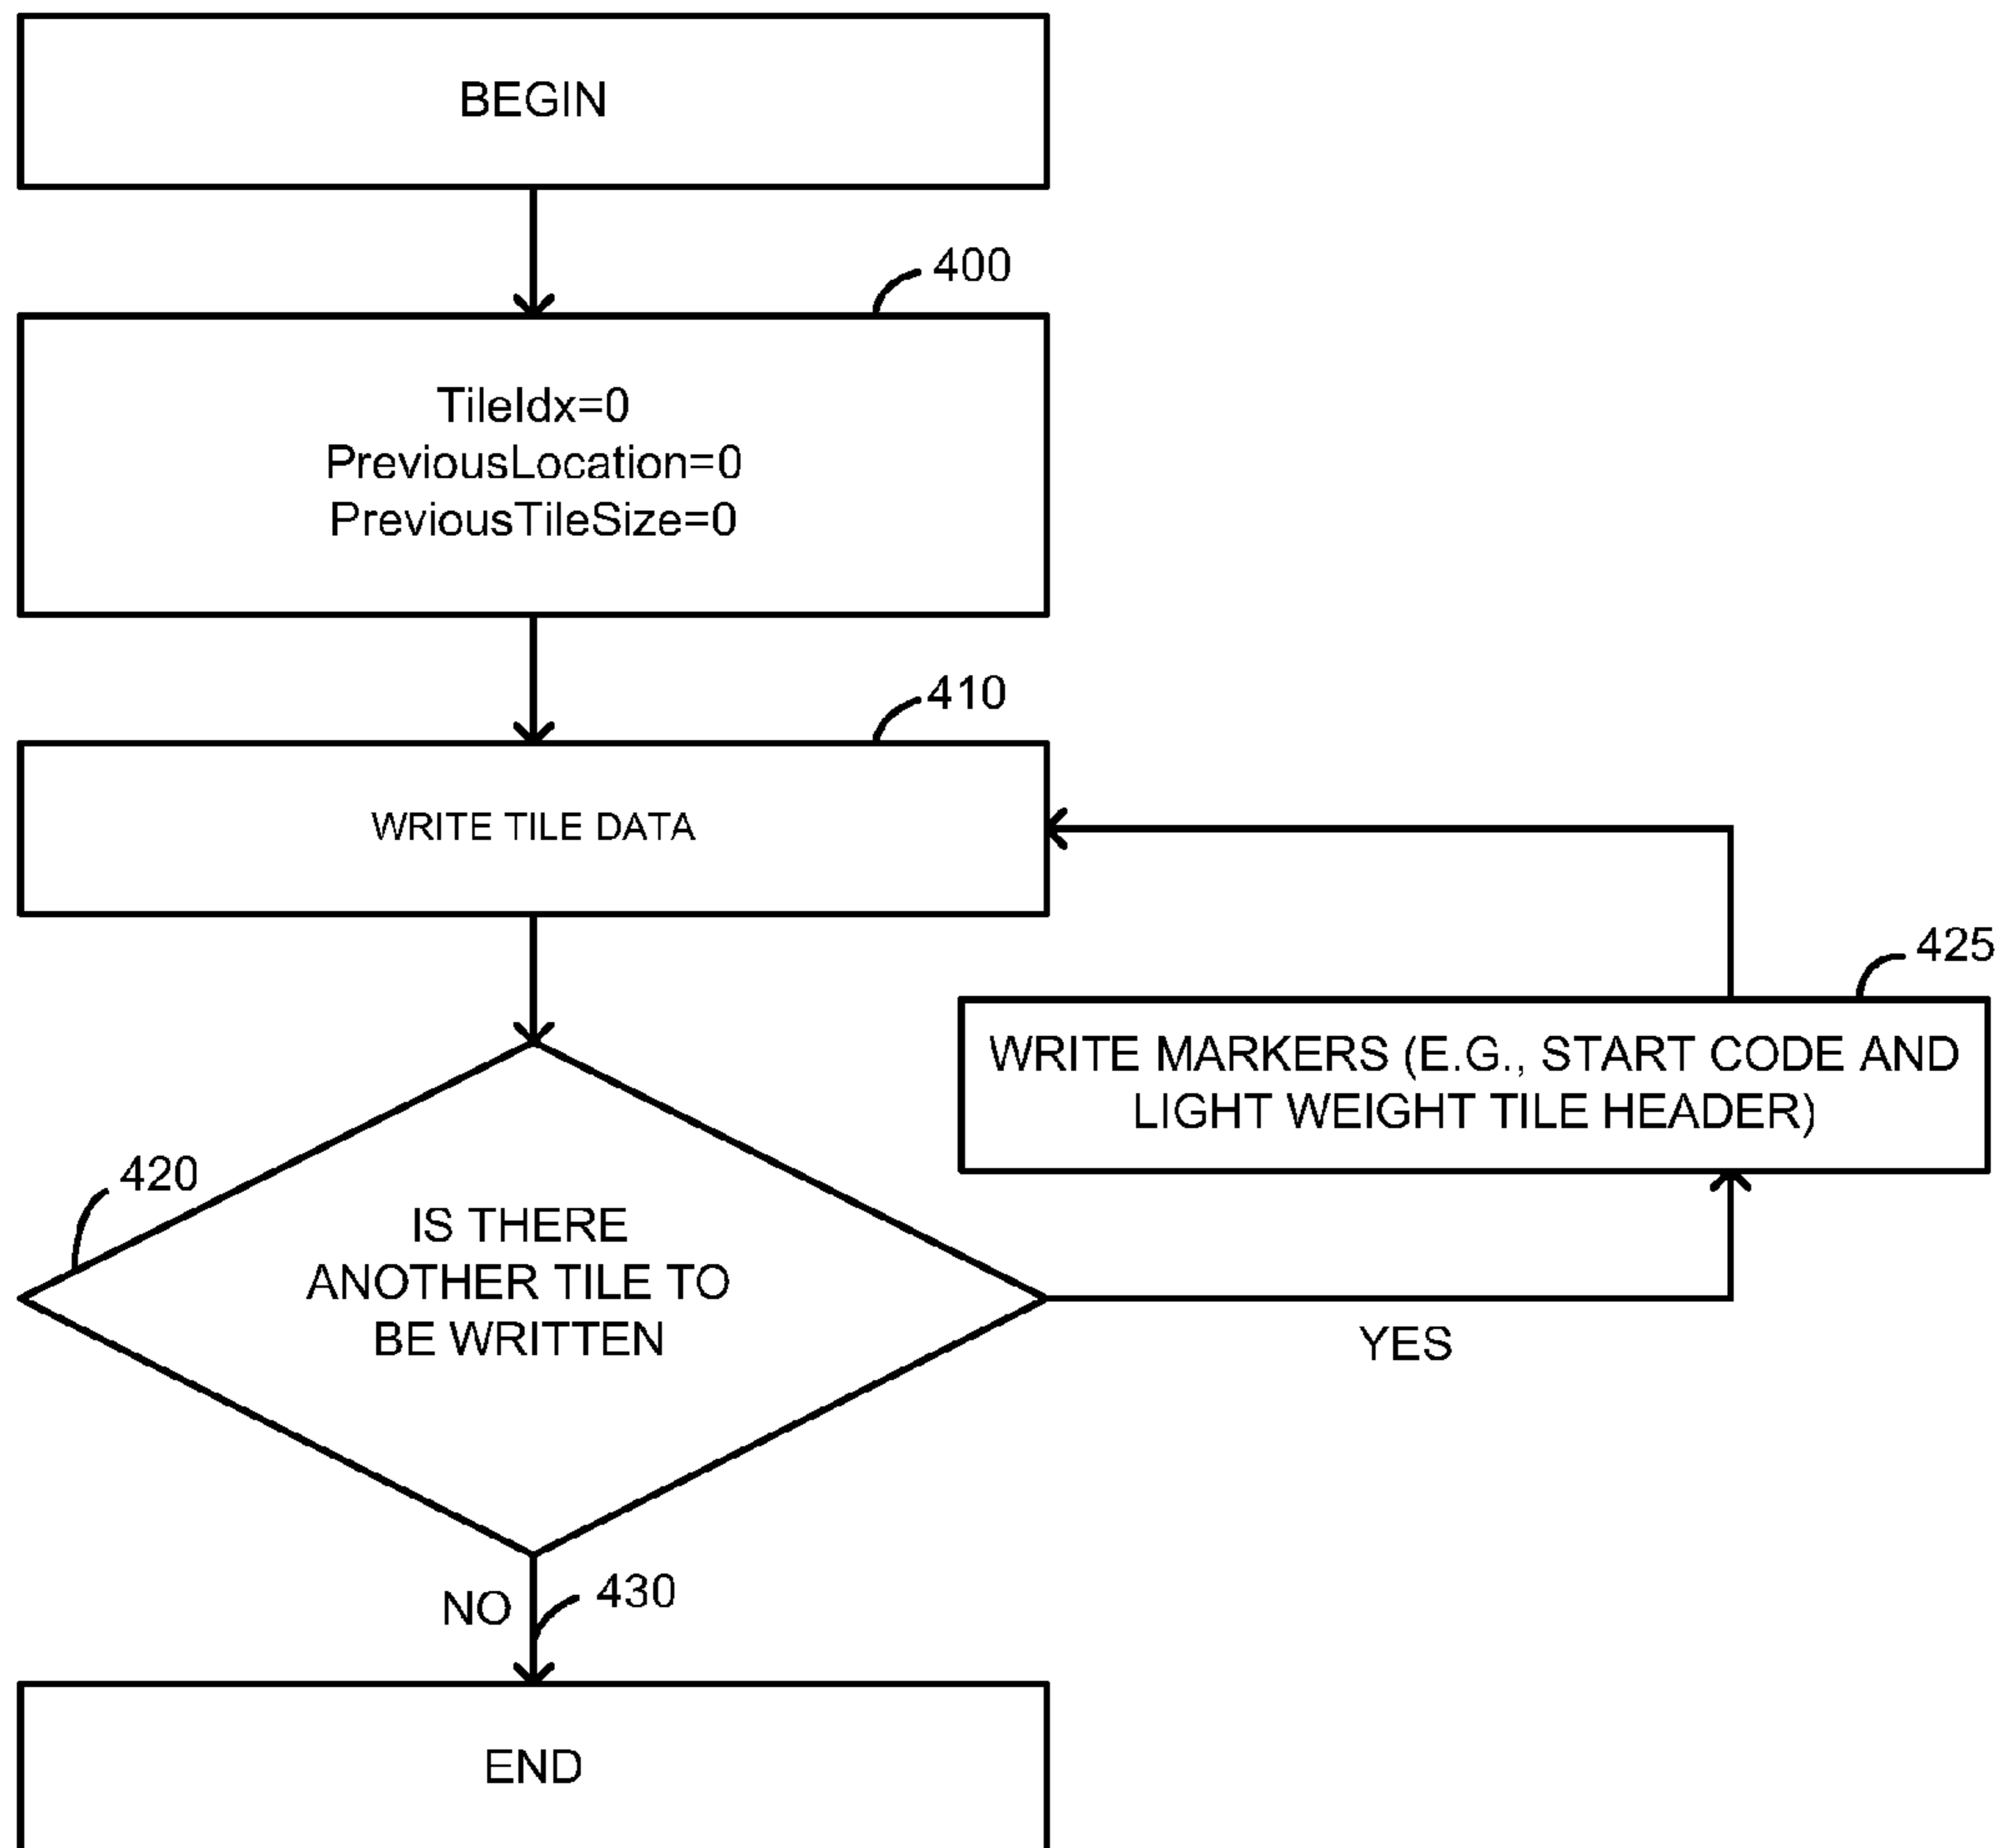 BEGIN
400
TileIdx=0
PreviousLocation=0
PreviousTileSize=0
410
WRITE TILE DATA
425
WRITE MARKERS (E.G., START CODE AND
LIGHT WEIGHT TILE HEADER)
420
IS THERE
ANOTHER TILE TO
BE WRITTEN
YES
NO
430
END